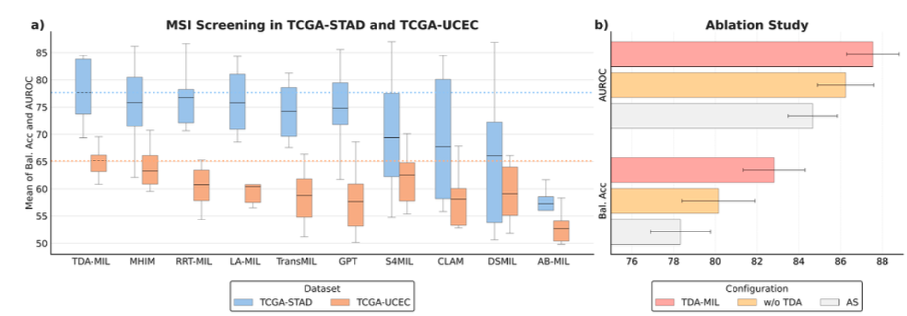 a) MSI Screening in TCGA-STAD and TCGA-UCEC
Mean of Bal. Acc and AUROC
85
80
75
70
65
60
55
50
TDA-MIL MHIM RRT-MIL LA-MIL TransMIL GPT S4MIL CLAM DSMIL AB-MIL
Dataset
TCGA-STAD TCGA-UCEC
b) Ablation Study
AUROC
Bal. Acc
76 78 80 82 84 86 88
Configuration
TDA-MIL w/o TDA AS